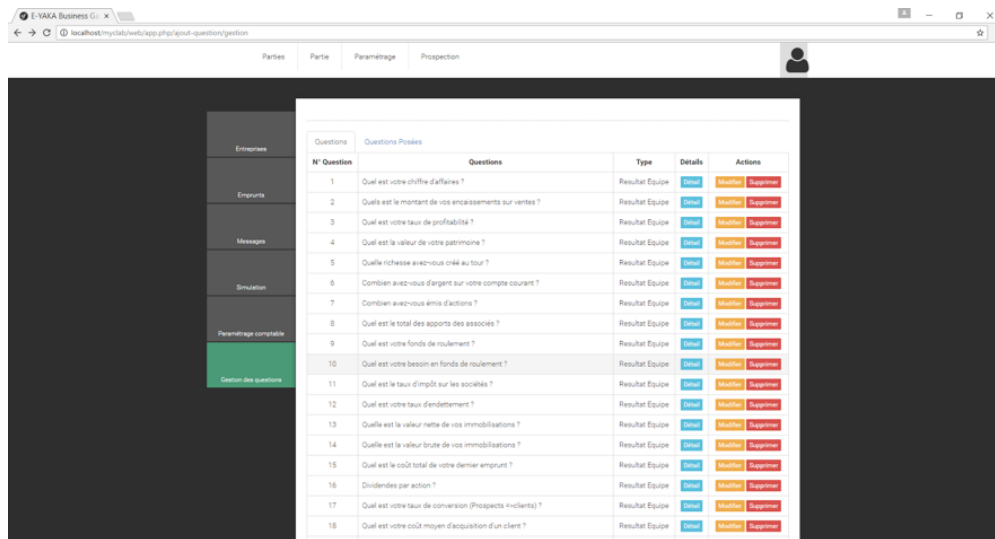 E-YAKA Business Ga
localhost/myclab/web/app.php/ajout-question/gestion
Parties Partie Paramétrage Prospection
Entreprises
Emprunts
Messages
Simulation
Paramétrage comptable
Gestion des questions
Questions Questions Posées
N° Question Questions Type Détails Actions
1 Quel est votre chiffre d'affaires ? Resultat Equipe Détail Modifier Supprimer
2 Quels est le montant de vos encaissements sur ventes ? Resultat Equipe Détail Modifier Supprimer
3 Quel est votre taux de profitabilité ? Resultat Equipe Détail Modifier Supprimer
4 Quel est la valeur de votre patrimoine ? Resultat Equipe Détail Modifier Supprimer
5 Quelle richesse avez-vous créé au tour ? Resultat Equipe Détail Modifier Supprimer
6 Combien avez-vous d'argent sur votre compte courant ? Resultat Equipe Détail Modifier Supprimer
7 Combien avez-vous émis d'actions ? Resultat Equipe Détail Modifier Supprimer
8 Quel est le total des apports des associés ? Resultat Equipe Détail Modifier Supprimer
9 Quel est votre fonds de roulement ? Resultat Equipe Détail Modifier Supprimer
10 Quel est votre besoin en fonds de roulement ? Resultat Equipe Détail Modifier Supprimer
11 Quel est le taux d'impôt sur les sociétés ? Resultat Equipe Détail Modifier Supprimer
12 Quel est votre taux d'endettement ? Resultat Equipe Détail Modifier Supprimer
13 Quelle est la valeur nette de vos immobilisations ? Resultat Equipe Détail Modifier Supprimer
14 Quelle est la valeur brute de vos immobilisations ? Resultat Equipe Détail Modifier Supprimer
15 Quel est le coût total de votre dernier emprunt ? Resultat Equipe Détail Modifier Supprimer
16 Dividendes par action ? Resultat Equipe Détail Modifier Supprimer
17 Quel est votre taux de conversion (Prospects =>clients) ? Resultat Equipe Détail Modifier Supprimer
18 Quel est votre coût moyen d'acquisition d'un client ? Resultat Equipe Détail Modifier Supprimer